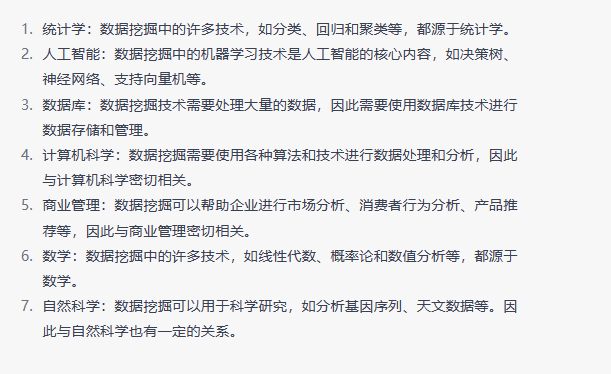 1. 统计学：数据挖掘中的许多技术，如分类、回归和聚类等，都源于统计学。
2. 人工智能：数据挖掘中的机器学习技术是人工智能的核心内容，如决策树、
神经网络、支持向量机等。
3. 数据库：数据挖掘技术需要处理大量的数据，因此需要使用数据库技术进行
数据存储和管理。
4. 计算机科学：数据挖掘需要使用各种算法和技术进行数据处理和分析，因此
与计算机科学密切相关。
5. 商业管理：数据挖掘可以帮助企业进行市场分析、消费者行为分析、产品推
荐等，因此与商业管理密切相关。
6. 数学：数据挖掘中的许多技术，如线性代数、概率论和数值分析等，都源于
数学。
7. 自然科学：数据挖掘可以用于科学研究，如分析基因序列、天文数据等。因
此与自然科学也有一定的关系。